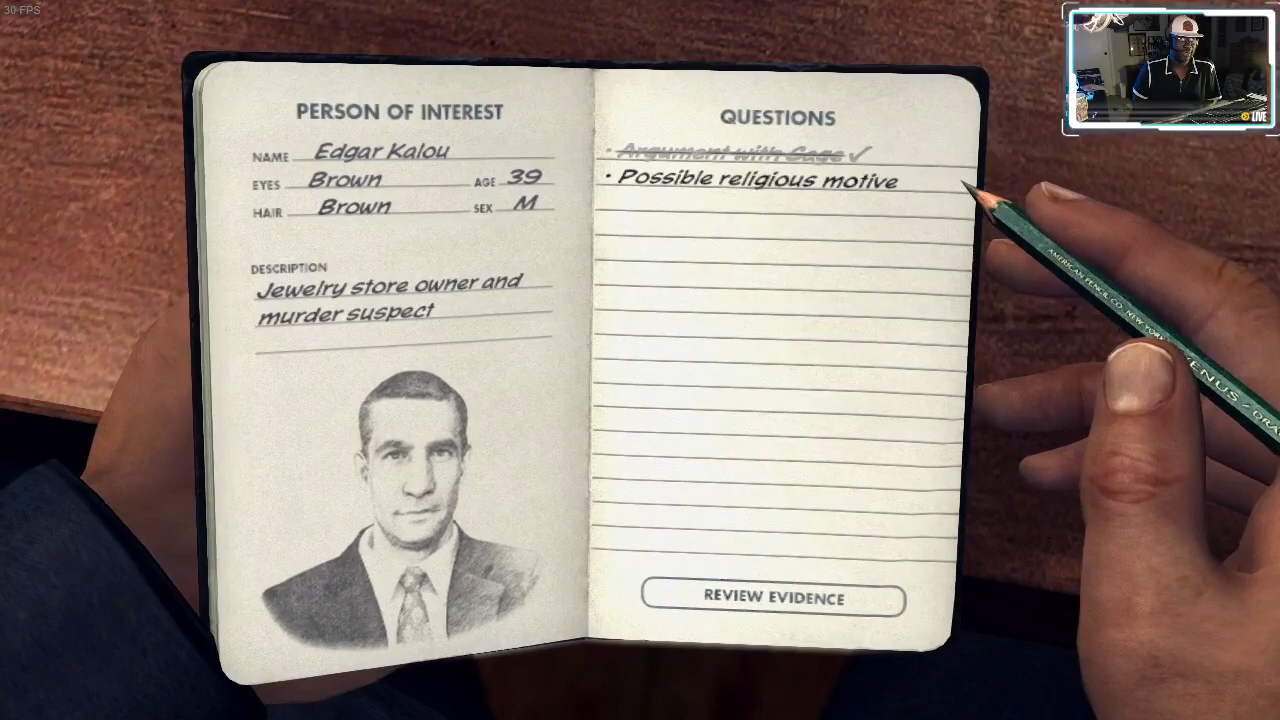 30 FPS
LIVE
PERSON OF INTEREST
NAME Edgar Kalou
EYES Brown AGE 39
HAIR Brown SEX M
DESCRIPTION
Jewelry store owner and
murder suspect
QUESTIONS
· Argument with Gage ✓
· Possible religious motive
REVIEW EVIDENCE
AMERICAN PENCIL CO. NEW YORK
VENUS